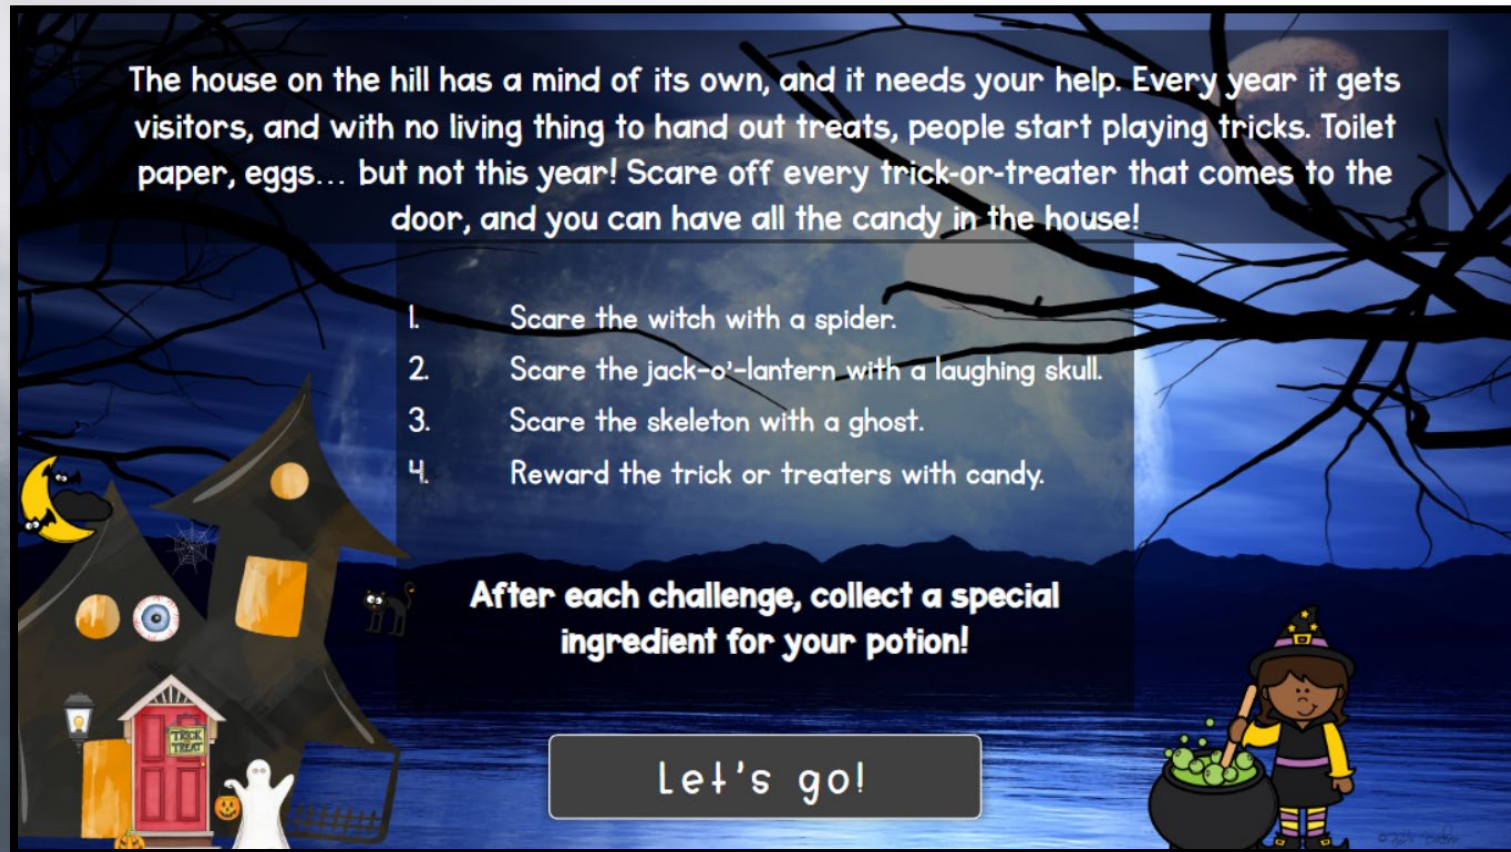 The house on the hill has a mind of its own, and it needs your help. Every year it gets
visitors, and with no living thing to hand out treats, people start playing tricks. Toilet
paper, eggs... but not this year! Scare off every trick-or-treater that comes to the
door, and you can have all the candy in the house!
1. Scare the witch with a spider.
2. Scare the jack-o'-lantern with a laughing skull.
3. Scare the skeleton with a ghost.
4. Reward the trick or treaters with candy.
After each challenge, collect a special
ingredient for your potion!
TRICK
TREAT
Let's go!